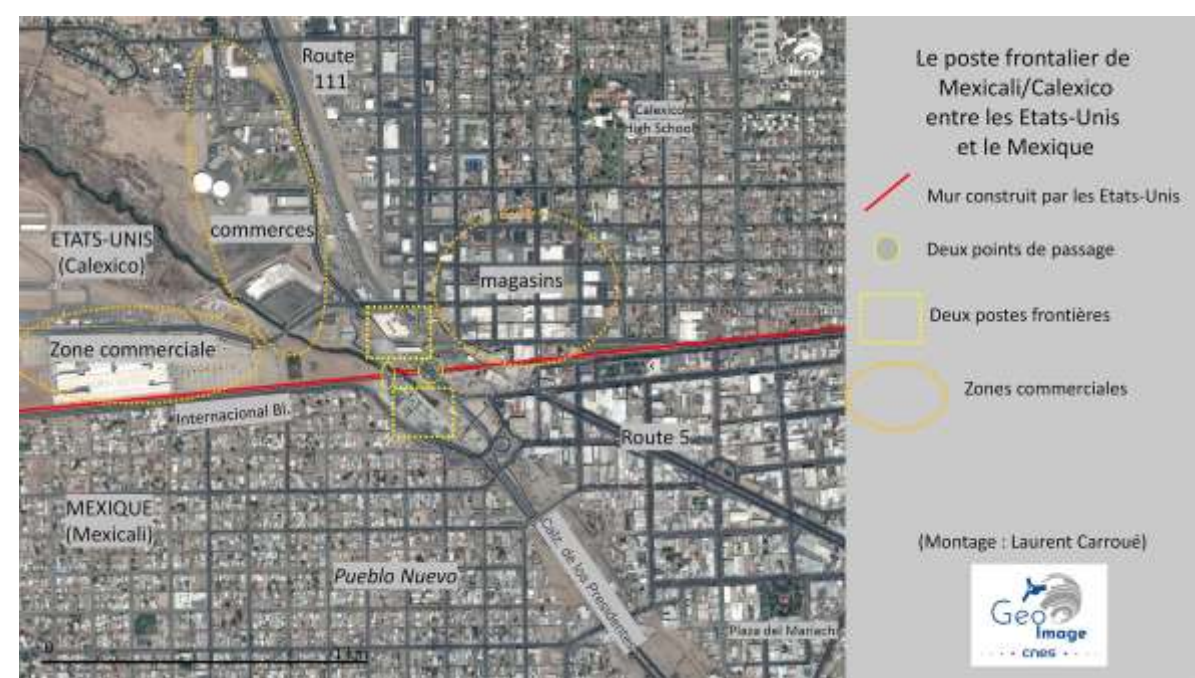 Route
111
Calexico
High School
ETATS-UNIS
(Calexico)
commerces
magasins
Zone commerciale
Internacional Bl.
Route 5
MEXIQUE
(Mexicali)
Pueblo Nuevo
Calz. de los Presidentes
Plaza del Mariachi
0
1 km
Le poste frontalier de
Mexicali/Calexico
entre les Etats-Unis
et le Mexique
Mur construit par les Etats-Unis
Deux points de passage
Deux postes frontières
Zones commerciales
(Montage : Laurent Carroué)
Geo
Image
cnes